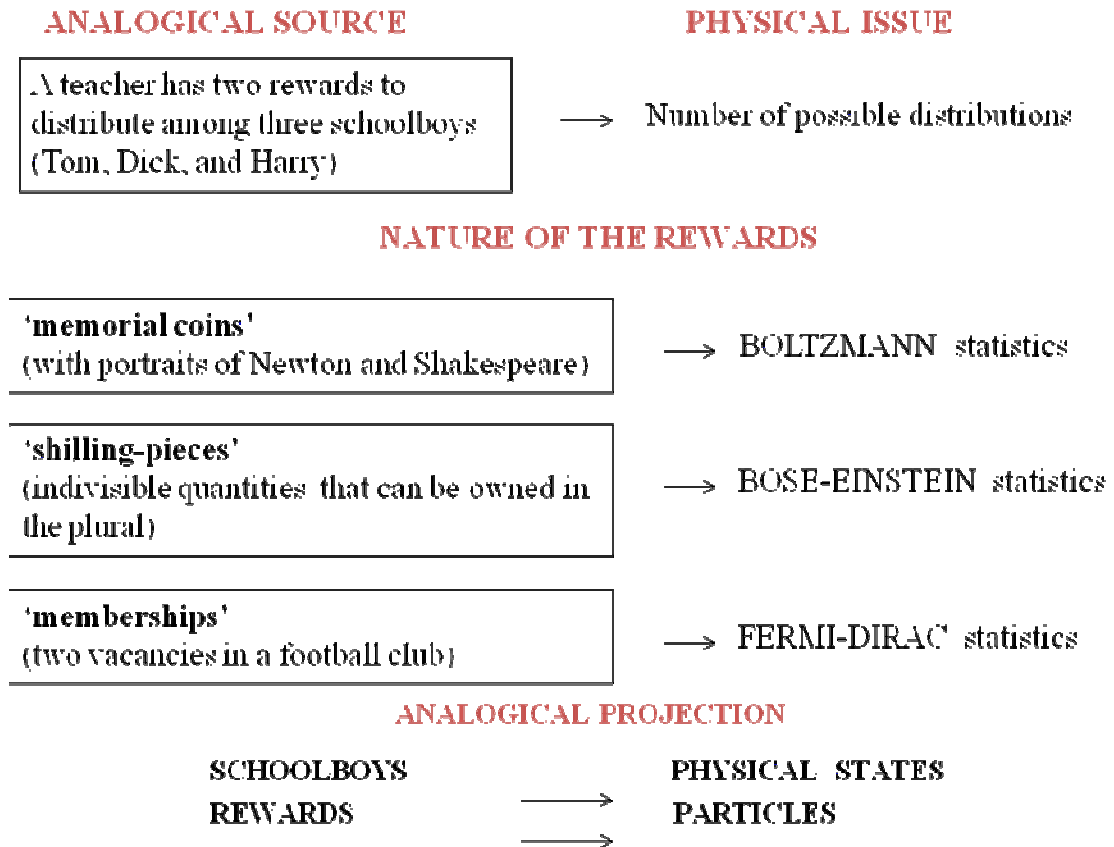 ANALOGICAL SOURCE PHYSICAL ISSUE
A teacher has two rewards to
distribute among three schoolboys
(Tom, Dick, and Harry)
Number of possible distributions
NATURE OF THE REWARDS
‘memorial coins’
(with portraits of Newton and Shakespeare)
BOLTZMANN statistics
‘shilling-pieces’
(indivisible quantities that can be owned in
the plural)
BOSE-EINSTEIN statistics
‘memberships’
(two vacancies in a football club)
FERMI-DIRAC statistics
ANALOGICAL PROJECTION
SCHOOLBOYS PHYSICAL STATES
REWARDS PARTICLES